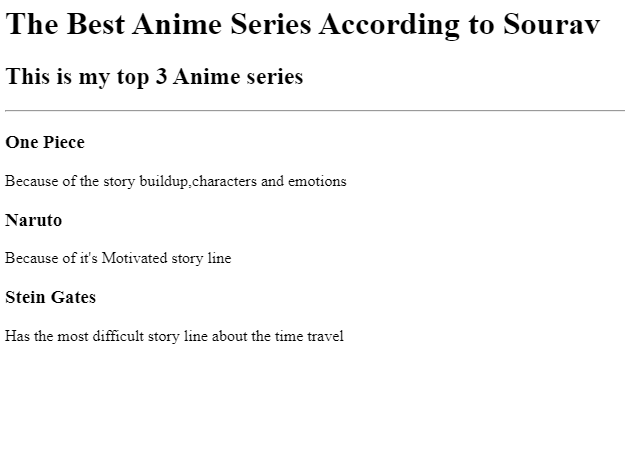 The Best Anime Series According to Sourav
This is my top 3 Anime series
One Piece
Because of the story buildup,characters and emotions
Naruto
Because of it's Motivated story line
Stein Gates
Has the most difficult story line about the time travel